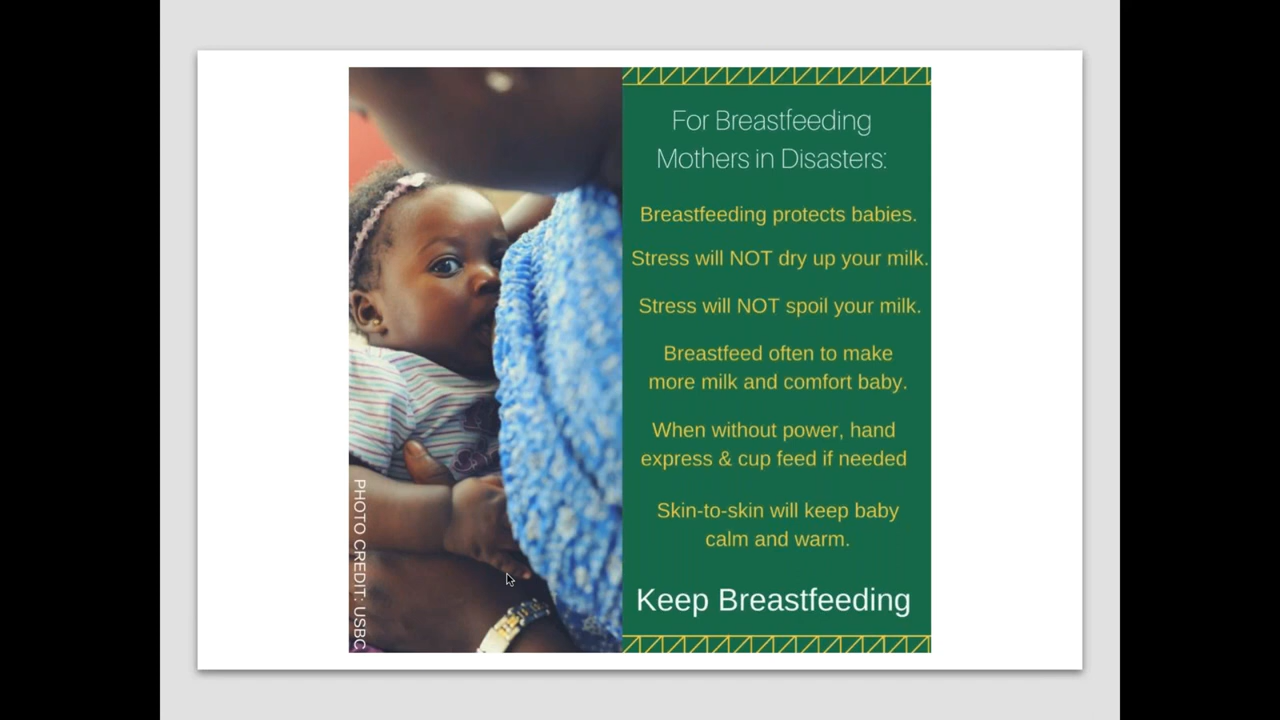 For Breastfeeding
Mothers in Disasters:
Breastfeeding protects babies.
Stress will NOT dry up your milk.
Stress will NOT spoil your milk.
Breastfeed often to make
more milk and comfort baby.
When without power, hand
express & cup feed if needed
Skin-to-skin will keep baby
calm and warm.
Keep Breastfeeding
PHOTO CREDIT: USBC